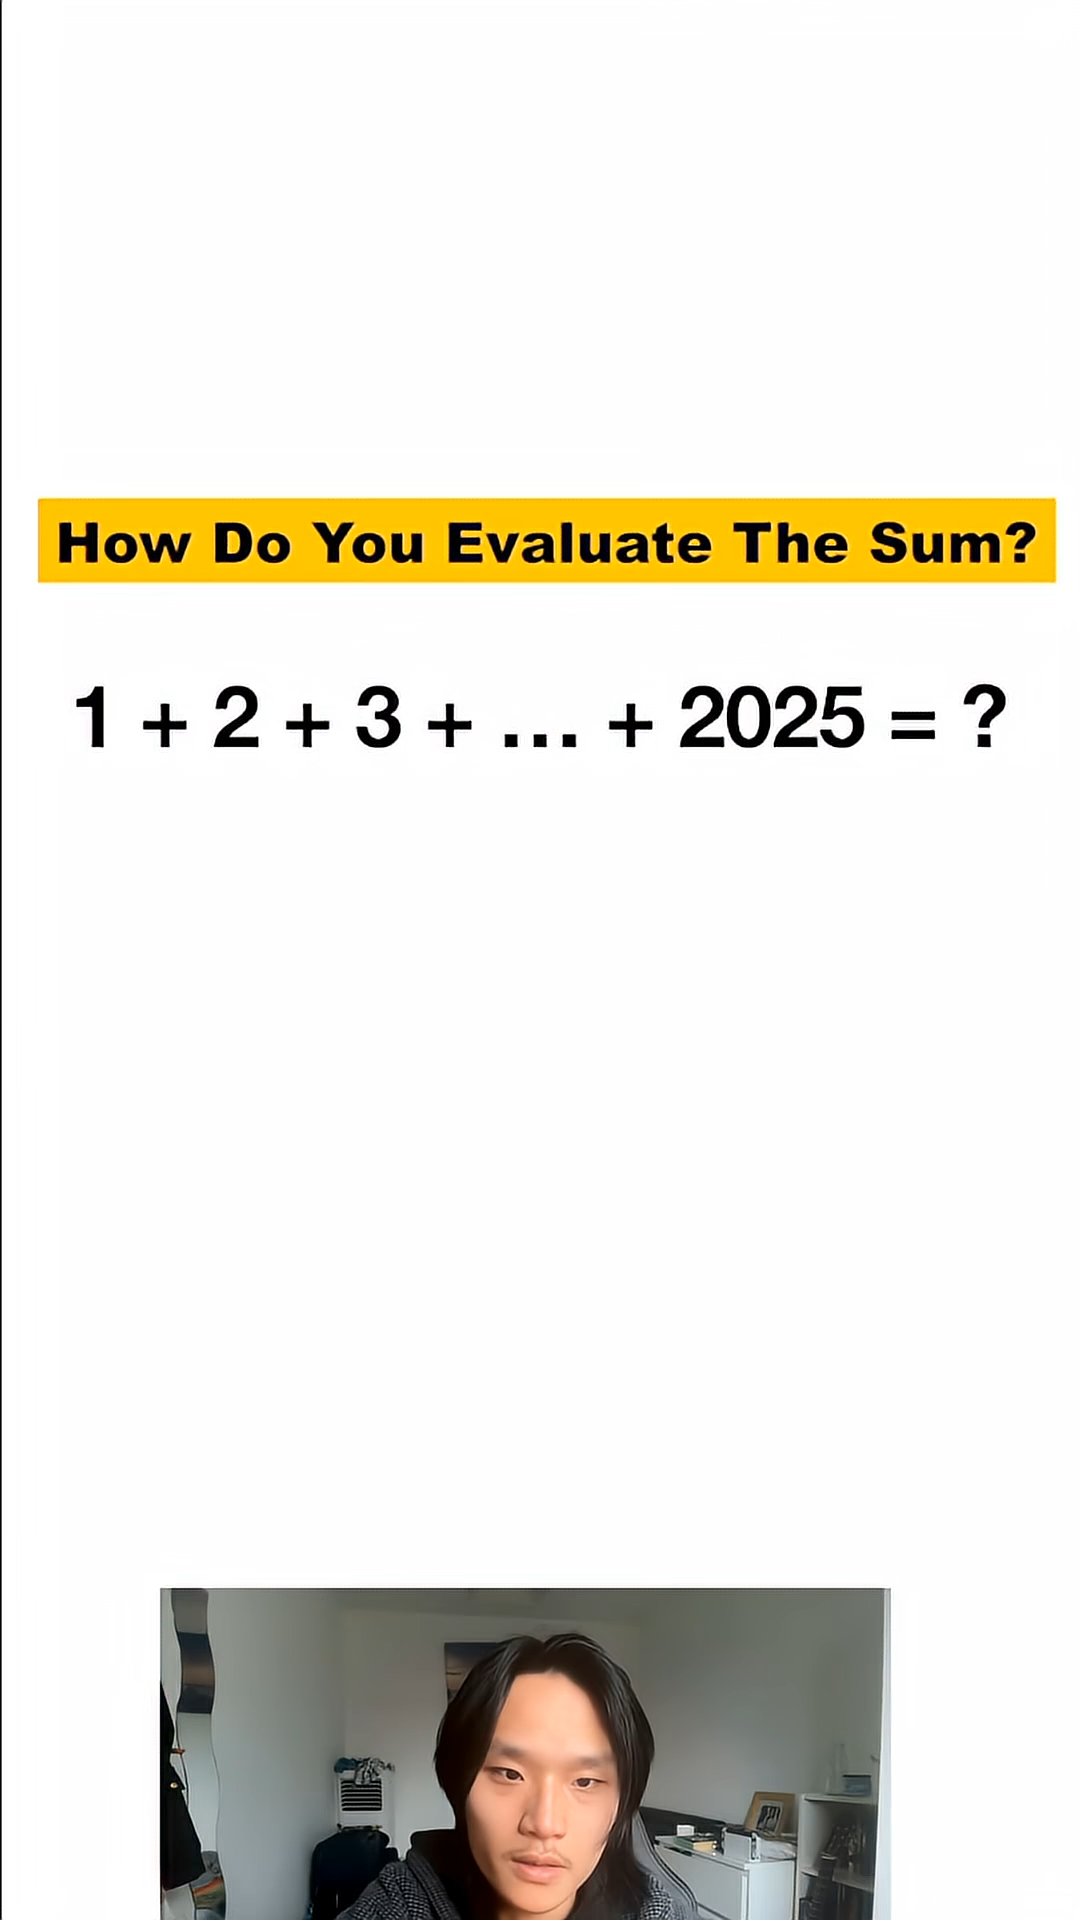 How Do You Evaluate The Sum?
1 + 2 + 3 + ... + 2025 = ?